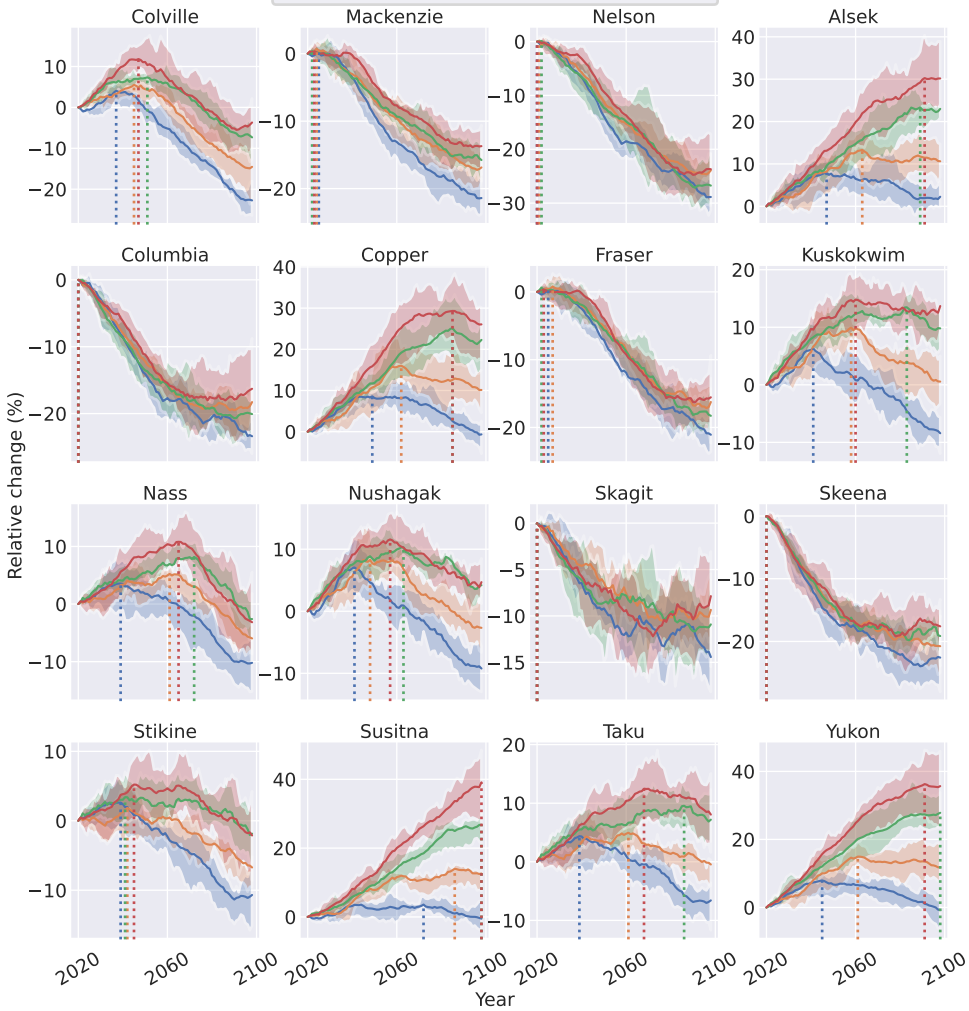 Colville Mackenzie Nelson Alsek
10 0 −10 −20
0 −10 −20
0 −10 −20 −30
40 30 20 10 0
Columbia Copper Fraser Kuskokwim
0 −10 −20
40 30 20 10 0
0 −10 −20
20 10 0 −10
Relative change (%)
Nass Nushagak Skagit Skeena
10 0 −10
10 0 −10
0 −5 −10 −15
0 −10 −20
Stikine Susitna Taku Yukon
10 0 −10
40 20 0
20 10 0 −10
40 20 0
2020 2060 2100 2020 2060 2100 2020 2060 2100 2020 2060 2100
Year